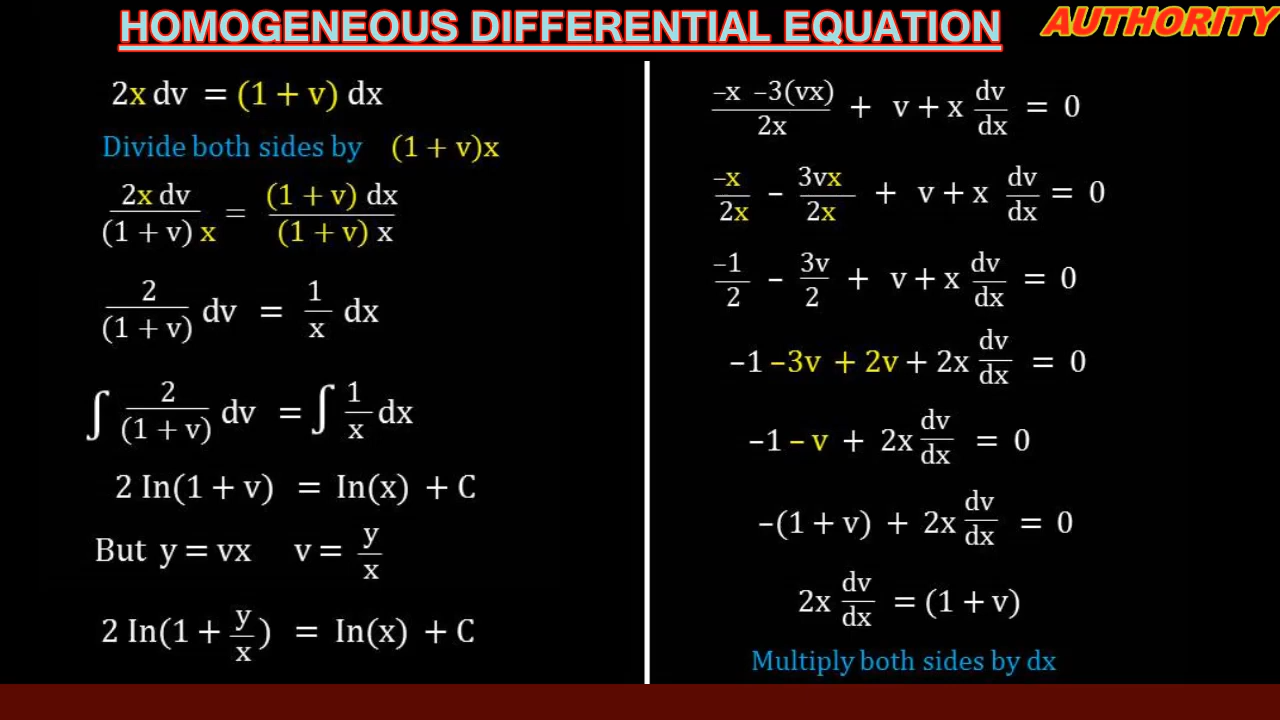 HOMOGENEOUS DIFFERENTIAL EQUATION
AUTHORITY
2x dv = (1 + v) dx
Divide both sides by (1 + v)x
2x dv
(1 + v) x
=
(1 + v) dx
(1 + v) x
2
(1 + v)
dv =
1
x
dx
∫
2
(1 + v)
dv = ∫
1
x
dx
2 In(1 + v) = In(x) + C
But y = vx v =
y
x
2 In(1 +
y
x
) = In(x) + C
–x –3(vx)
2x
+ v + x
dv
dx
= 0
–x
2x
–
3vx
2x
+ v + x
dv
dx
= 0
–1
2
–
3v
2
+ v + x
dv
dx
= 0
–1 –3v + 2v + 2x
dv
dx
= 0
–1 – v + 2x
dv
dx
= 0
–(1 + v) + 2x
dv
dx
= 0
2x
dv
dx
= (1 + v)
Multiply both sides by dx